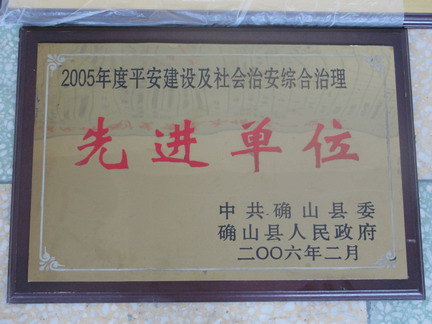 2005年度平安建设及社会治安综合治理
先进单位
中共确山县委
确山县人民政府
二〇〇六年二月